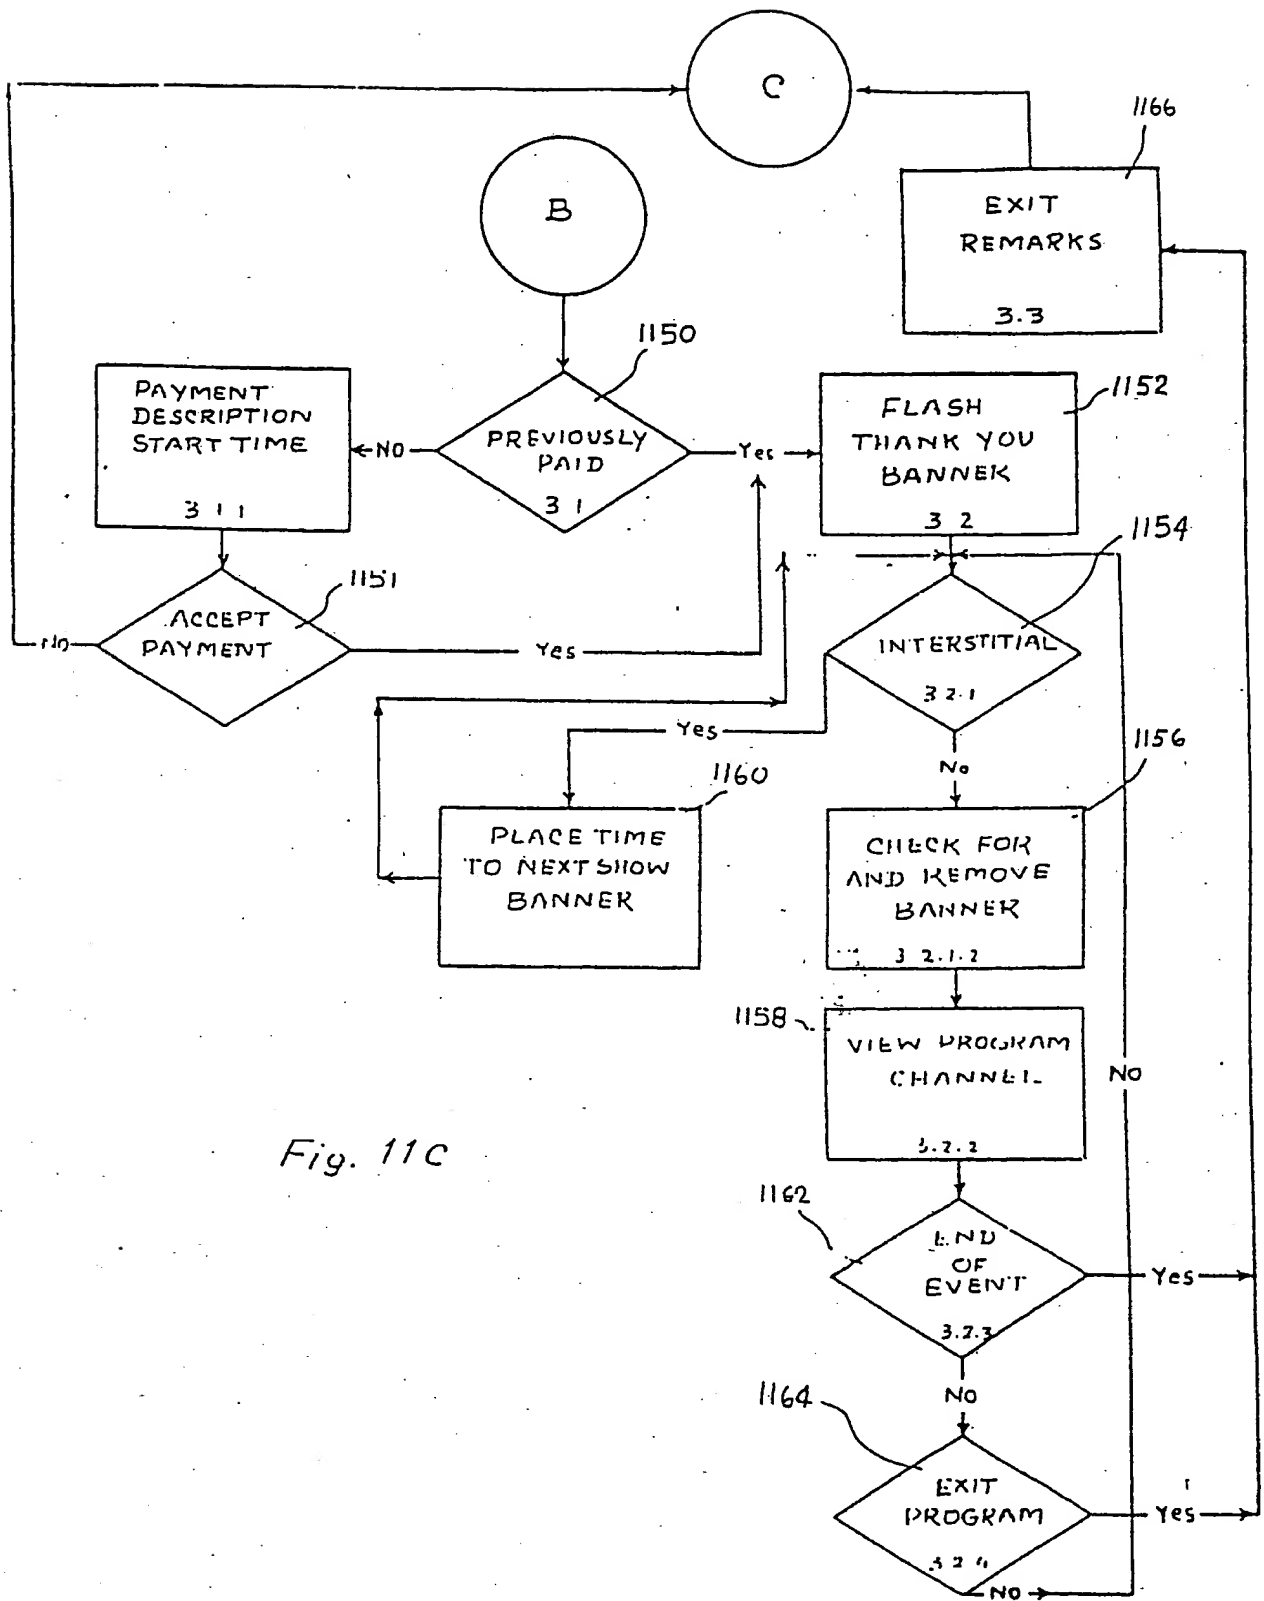 C
1166
EXIT
REMARKS
3.3
B
1150
PREVIOUSLY
PAID
3 1
PAYMENT
DESCRIPTION
START TIME
3 1 1
NO
Yes
1152
FLASH
THANK YOU
BANNER
3 2
1151
ACCEPT
PAYMENT
No
Yes
1154
INTERSTITIAL
3 2.1
Yes
No
1160
PLACE TIME
TO NEXT SHOW
BANNER
1156
CHECK FOR
AND REMOVE
BANNER
3 2.1.2
1158
VIEW PROGRAM
CHANNEL
3.2.2
NO
Fig. 11C
1162
END
OF
EVENT
3.2.3
Yes
NO
1164
EXIT
PROGRAM
3 2 4
Yes
NO